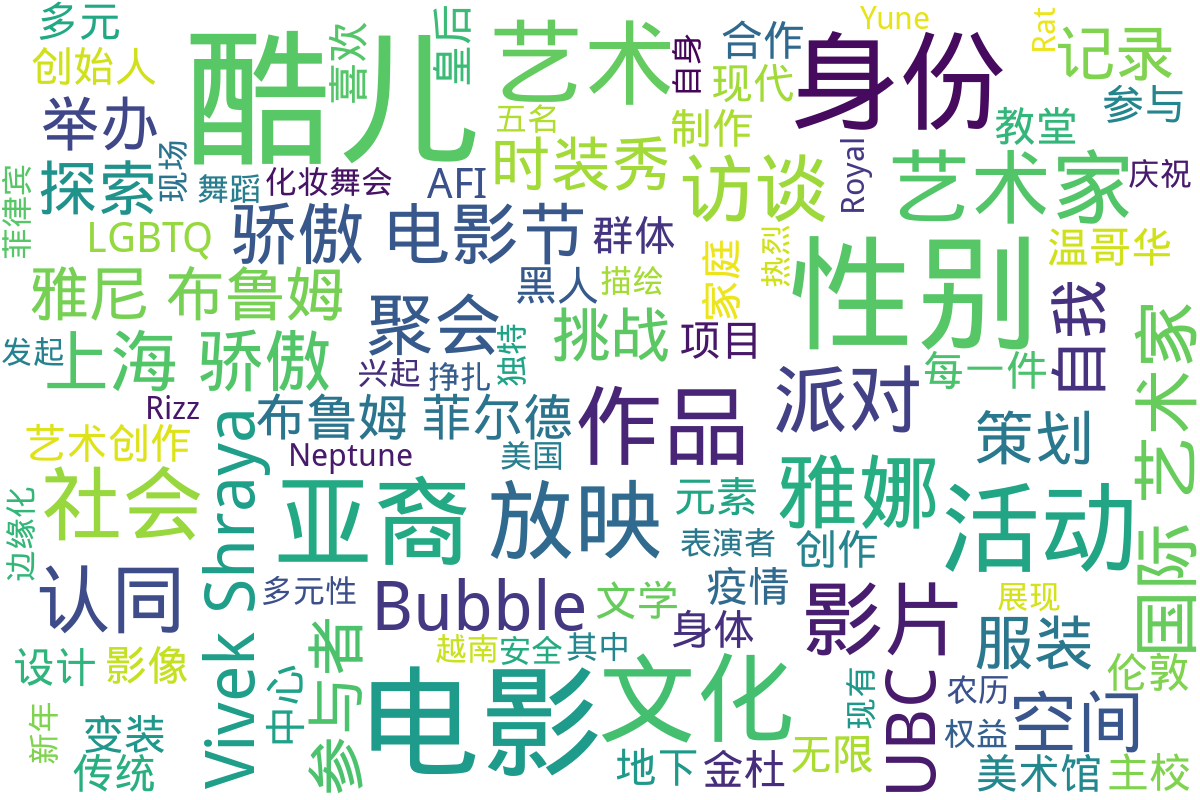 多元
创始人
举办
探索
现场
菲律宾
舞蹈
LGBTQ
酷儿
喜欢
皇后
艺术
五名
时装秀
化妆舞会
AFI
骄傲 电影节
自身
合作
现代
制作
访谈
群体
身份
Yune
Rat
记录
参与
教堂
Royal
艺术家
庆祝
雅尼 布鲁姆
聚会
黑人
描绘
家庭
热烈
性别
温哥华
自我
上海 骄傲
发起
兴起
挣扎
独特
挑战
项目
派对
每一件
国际 艺术家
Rizz
艺术创作
Vivek Shraya
布鲁姆 菲尔德
Neptune
美国
作品
策划
社会
边缘化
亚裔
放映
元素
雅娜
活动
表演者
创作
认同
多元性
Bubble
文学
疫情
身体
影片
展现
服装
设计
影像
参与者
中心
越南
安全
其中
电影
文化
现有
UBC
农历
权益
空间
伦敦
新年
变装
传统
地下
金杜
无限
美术馆
主校